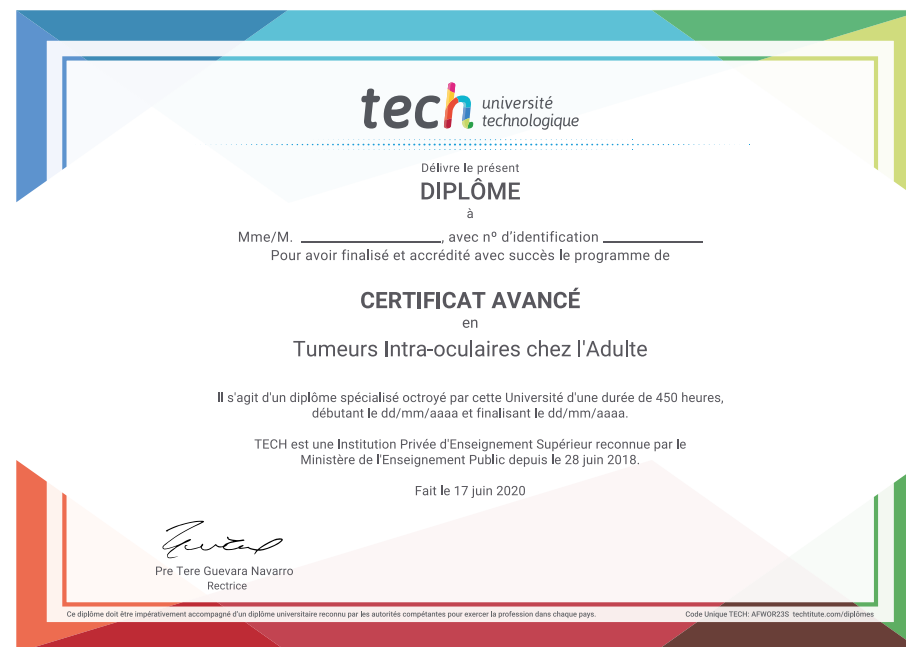 tech université
technologique
Délivre le présent
DIPLÔME
à
Mme/M. ____________________, avec nº d'identification ______________
Pour avoir finalisé et accrédité avec succès le programme de
CERTIFICAT AVANCÉ
en
Tumeurs Intra-oculaires chez l'Adulte
Il s'agit d'un diplôme spécialisé octroyé par cette Université d'une durée de 450 heures,
débutant le dd/mm/aaaa et finalisant le dd/mm/aaaa.
TECH est une Institution Privée d'Enseignement Supérieur reconnue par le
Ministère de l'Enseignement Public depuis le 28 juin 2018.
Fait le 17 juin 2020
Pre Tere Guevara Navarro
Rectrice
Ce diplôme doit être impérativement accompagné d'un diplôme universitaire reconnu par les autorités compétentes pour exercer la profession dans chaque pays.
Code Unique TECH: AFWOR23S techtitute.com/diplômes